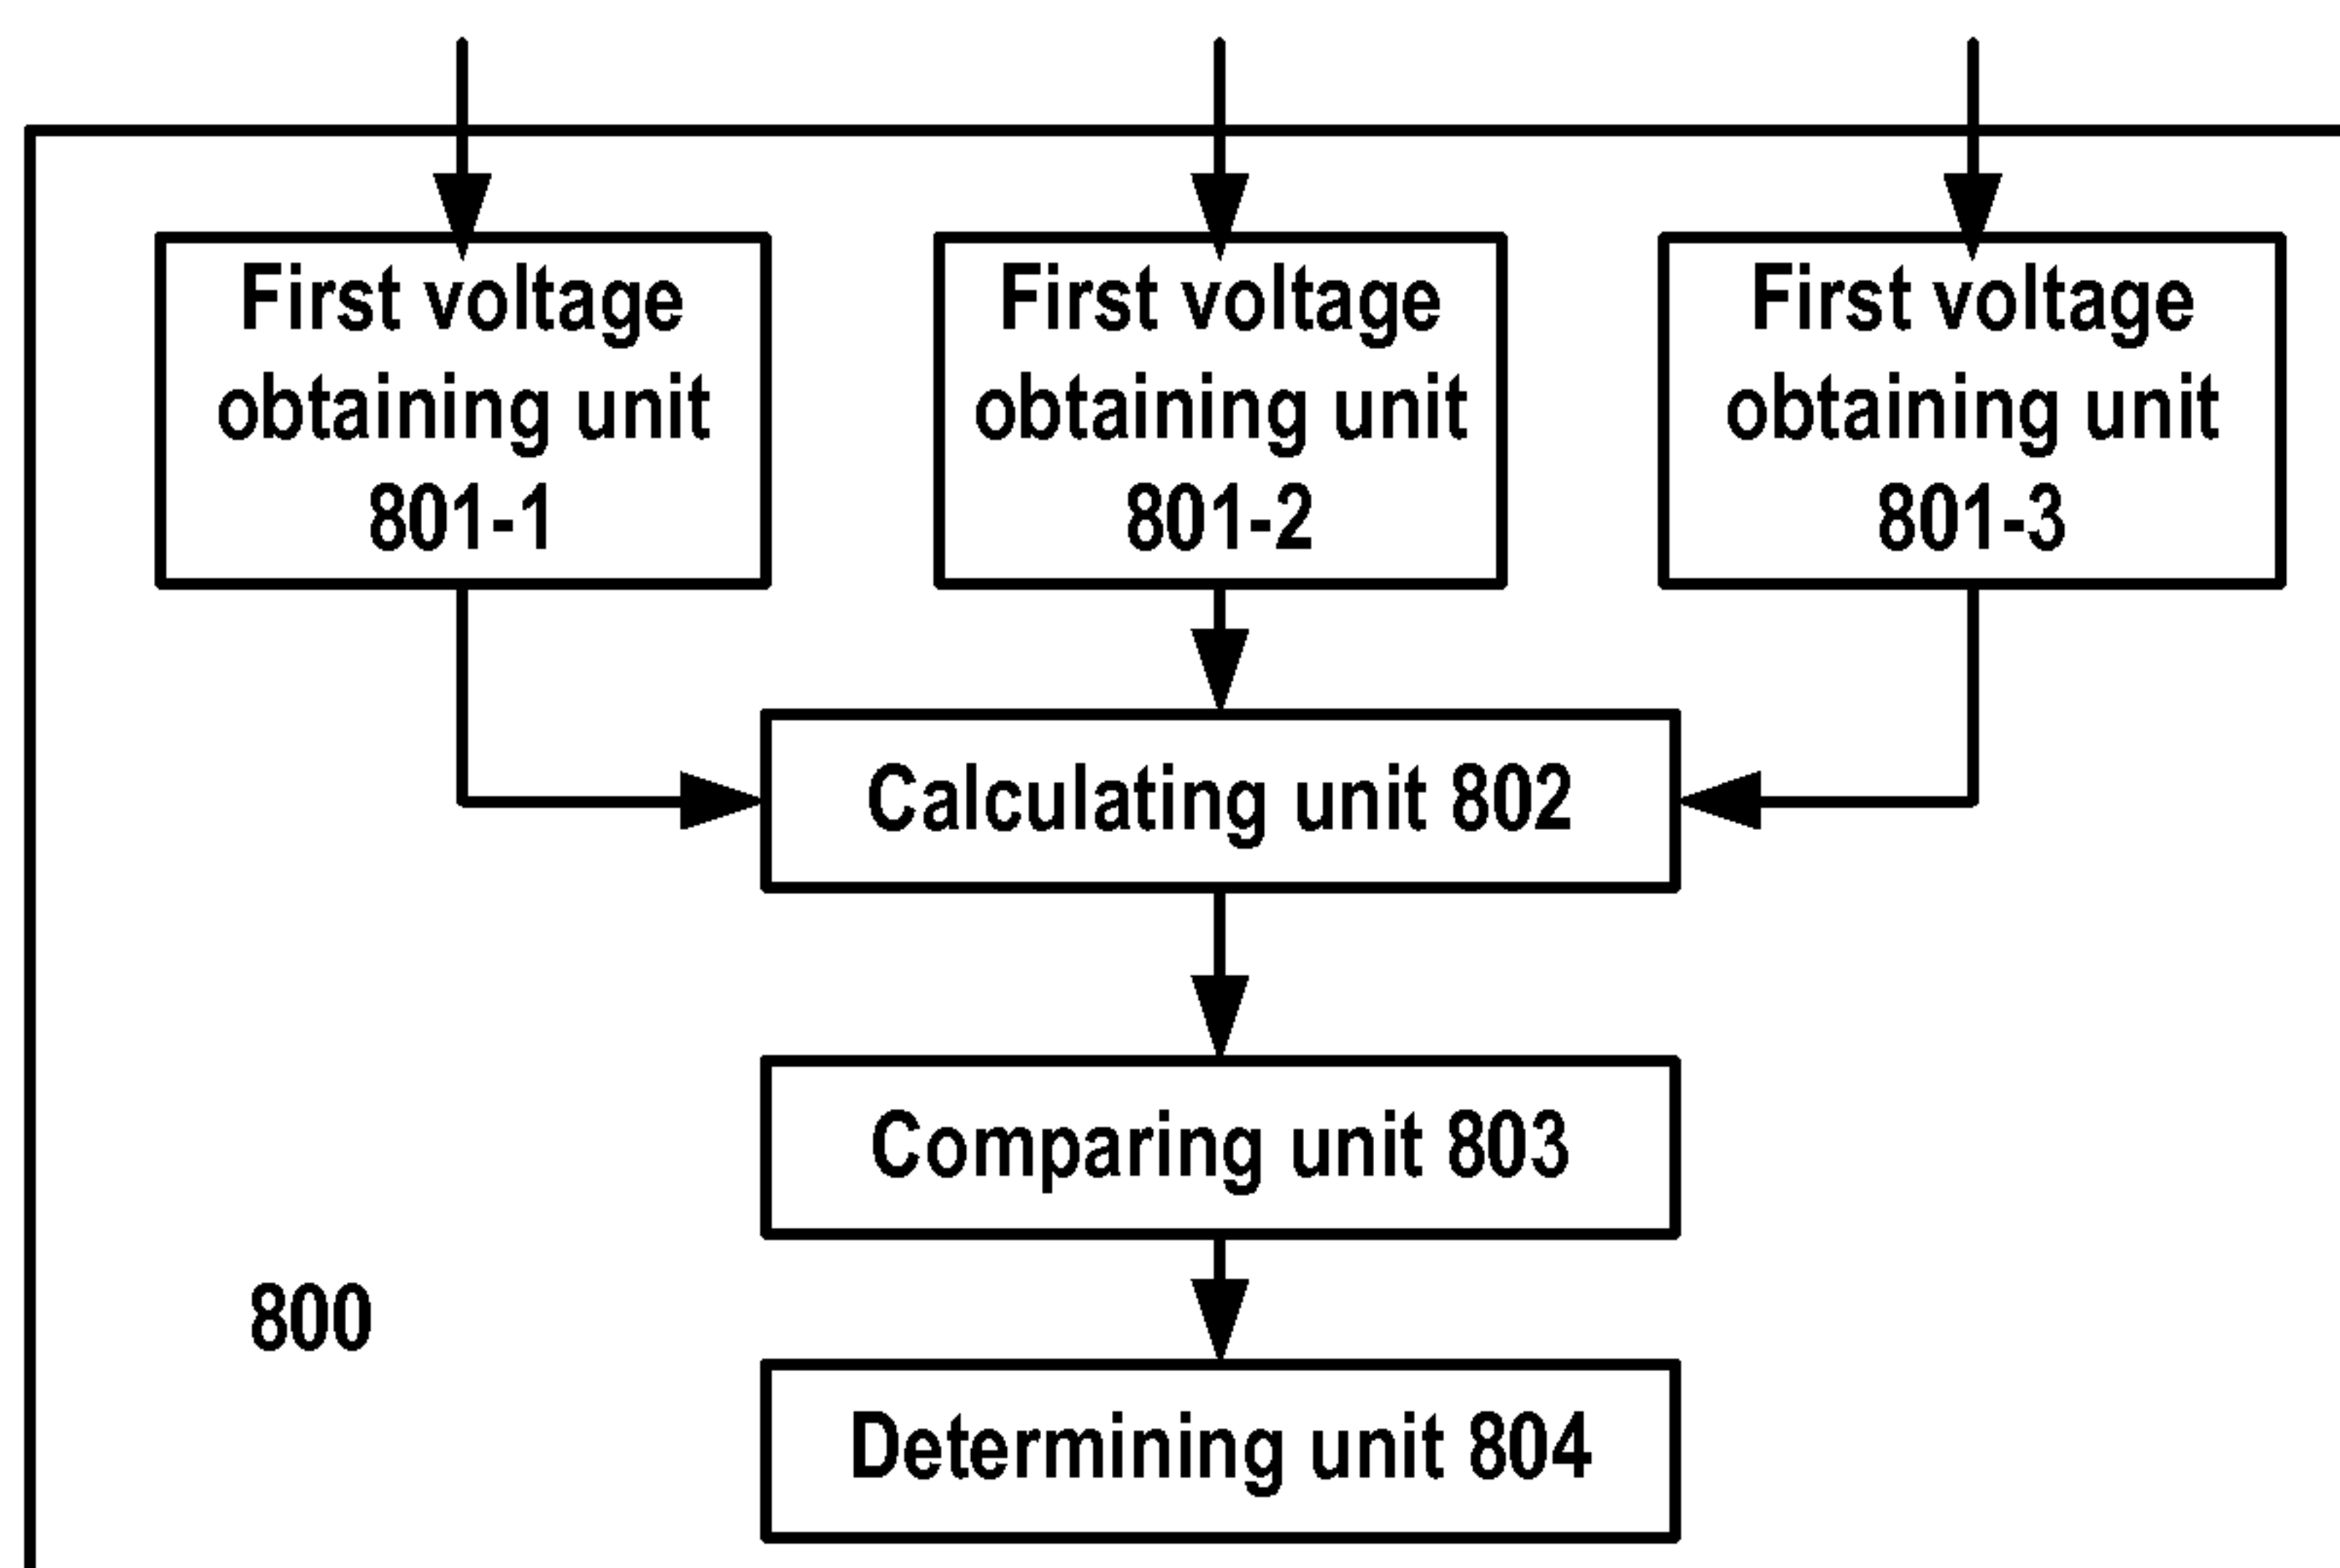 First voltage
obtaining unit
801-1
First voltage
obtaining unit
801-2
First voltage
obtaining unit
801-3
Calculating unit 802
Comparing unit 803
800
Determining unit 804